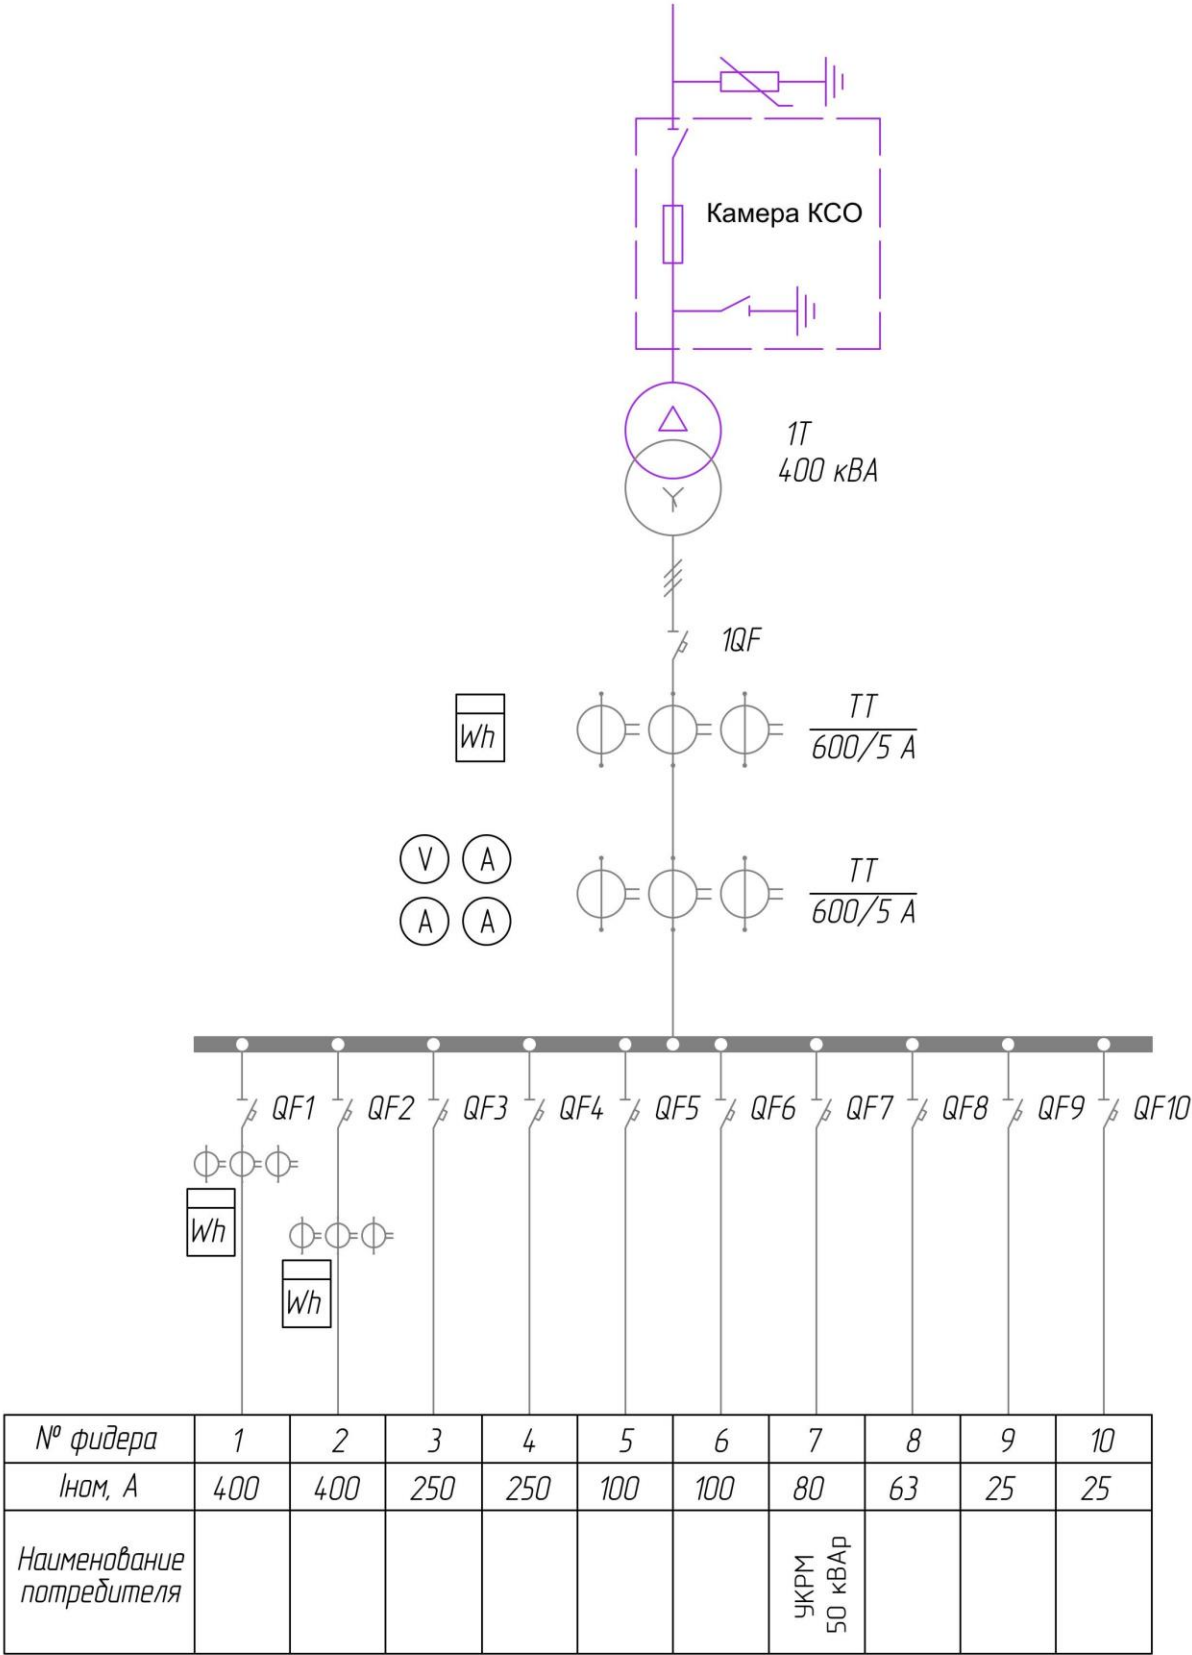 Камера КСО
1Т
400 кВА
1QF
Wh
ТТ
600/5 А
V A
A A
ТТ
600/5 А
QF1 QF2 QF3 QF4 QF5 QF6 QF7 QF8 QF9 QF10
Wh
Wh
№ фидера 1 2 3 4 5 6 7 8 9 10
Iном, А 400 400 250 250 100 100 80 63 25 25
Наименование
потребителя
УКРМ
50 кВАр